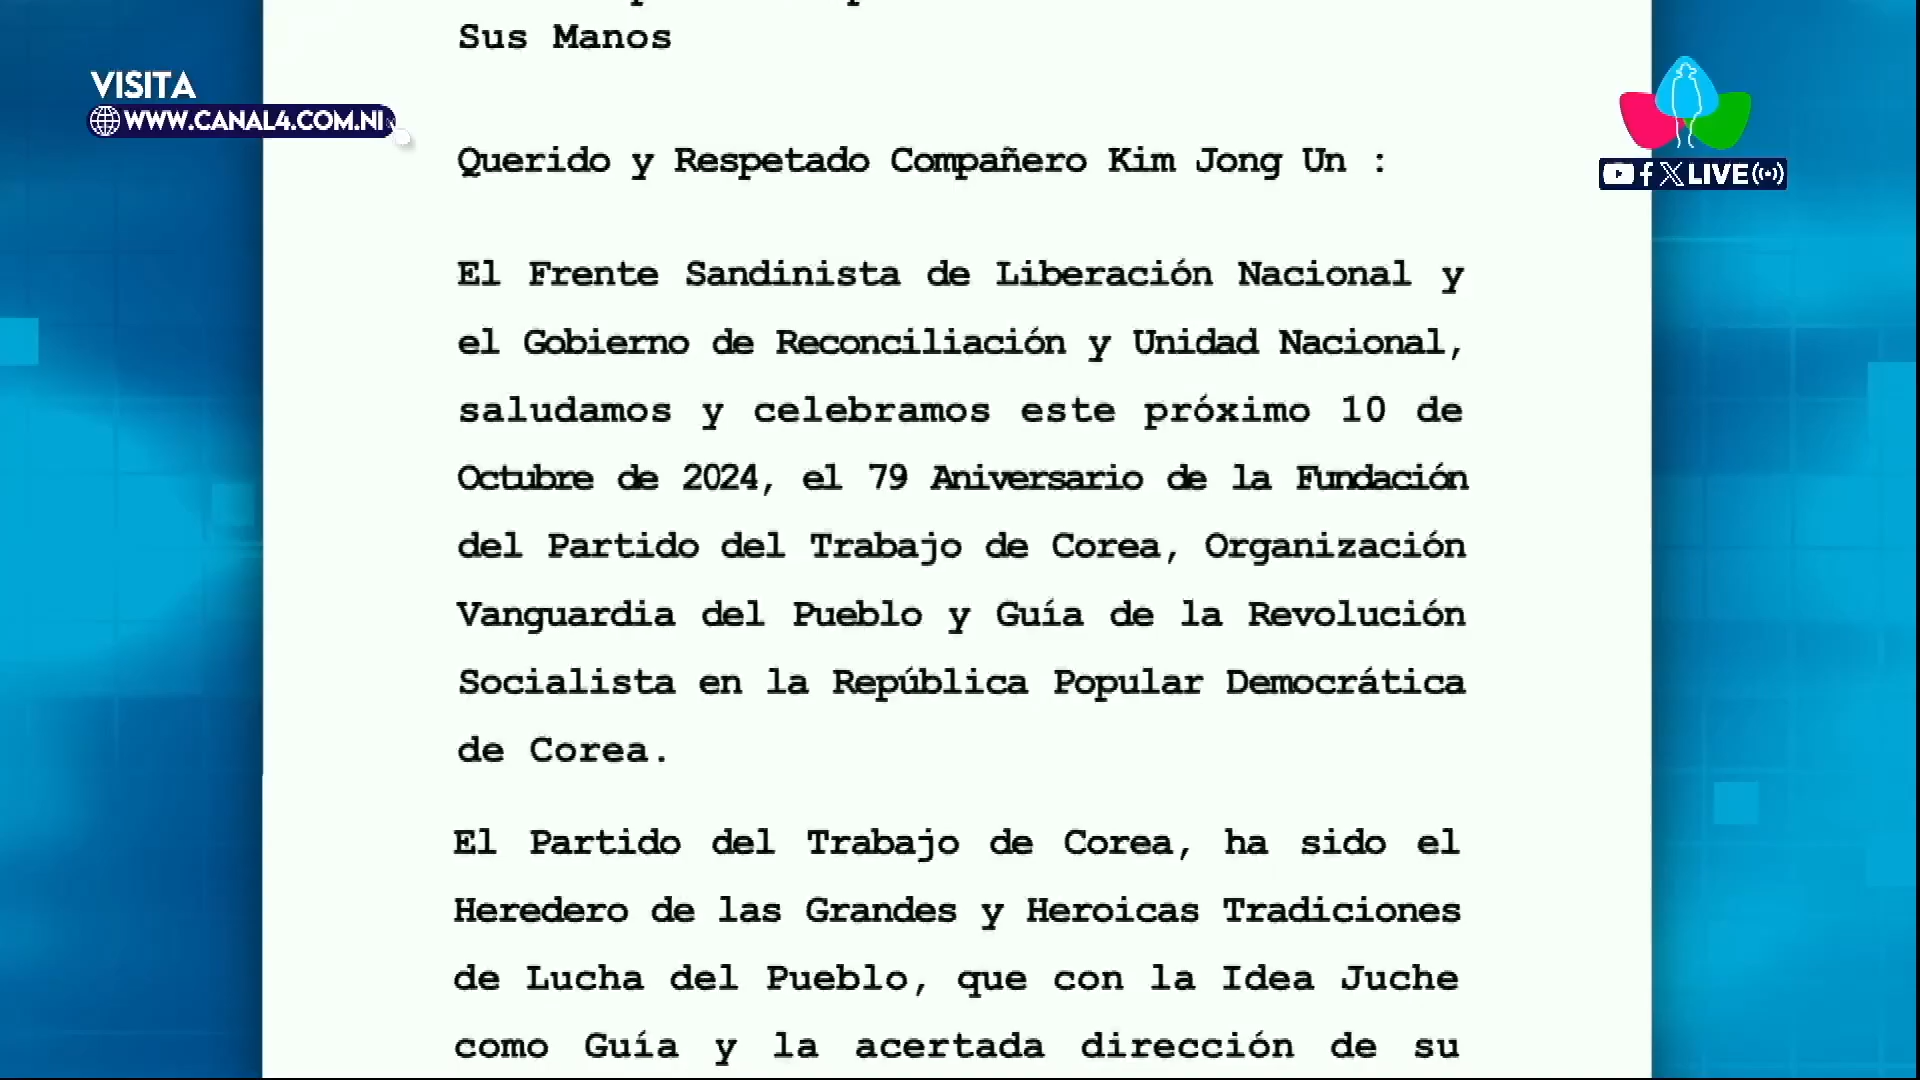 Sus Manos
VISITA
WWW.CANAL4.COM.NI
LIVE
Querido y Respetado Compañero Kim Jong Un :
El Frente Sandinista de Liberación Nacional y
el Gobierno de Reconciliación y Unidad Nacional,
saludamos y celebramos este próximo 10 de
Octubre de 2024, el 79 Aniversario de la Fundación
del Partido del Trabajo de Corea, Organización
Vanguardia del Pueblo y Guía de la Revolución
Socialista en la República Popular Democrática
de Corea.
El Partido del Trabajo de Corea, ha sido el
Heredero de las Grandes y Heroicas Tradiciones
de Lucha del Pueblo, que con la Idea Juche
como Guía y la acertada dirección de su